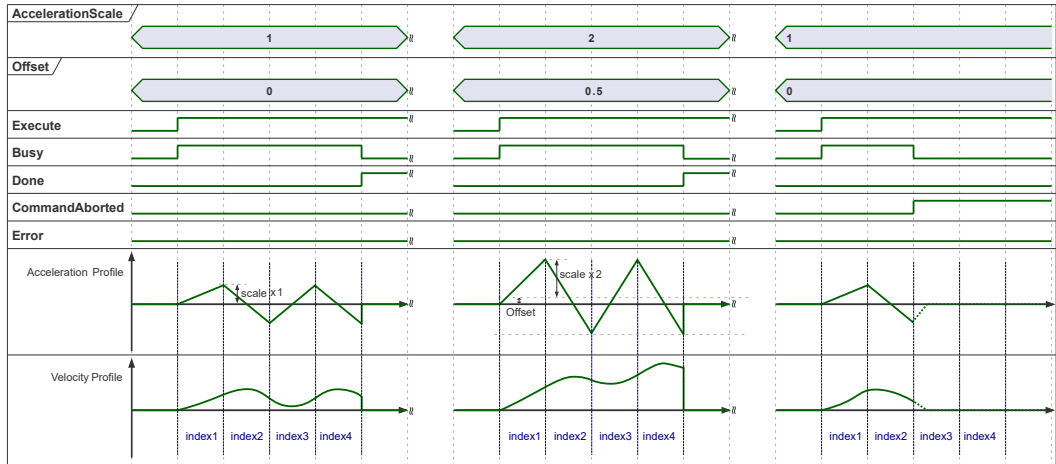 AccelerationScale
1
2
1
Offset
0
0.5
0
Execute
Busy
Done
CommandAborted
Error
Acceleration Profile
scale x1
scale x2
Offset
Velocity Profile
index1 index2 index3 index4
index1 index2 index3 index4
index1 index2 index3 index4